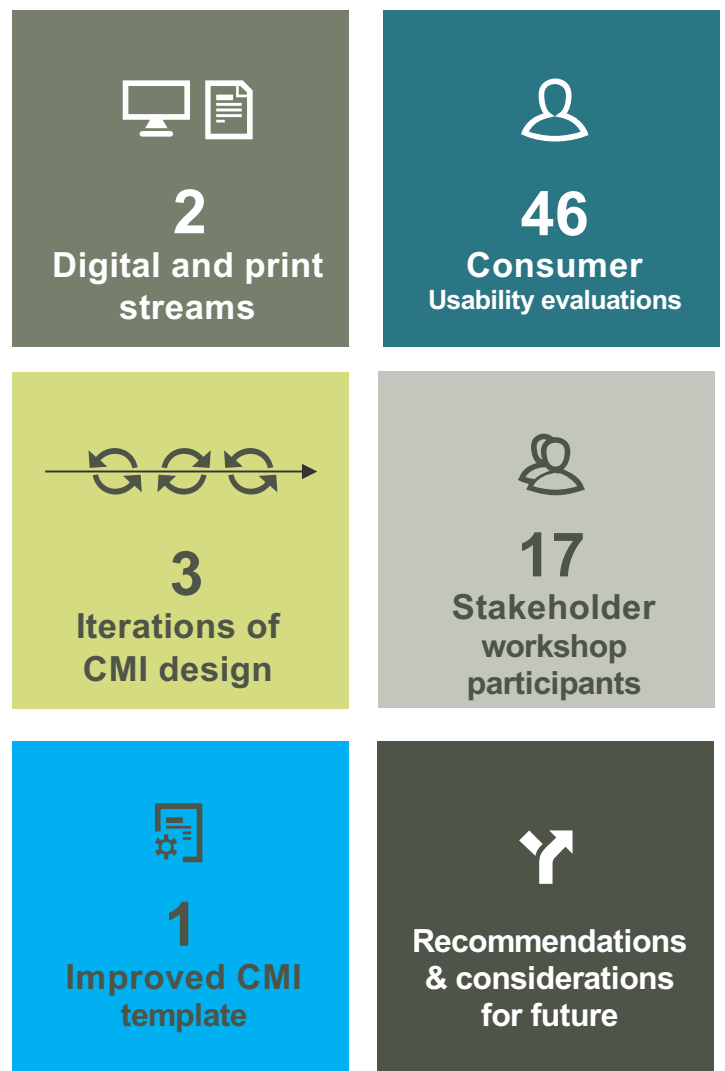 2
Digital and print
streams
46
Consumer
Usability evaluations
3
Iterations of
CMI design
17
Stakeholder
workshop
participants
1
Improved CMI
template
Recommendations
& considerations
for future